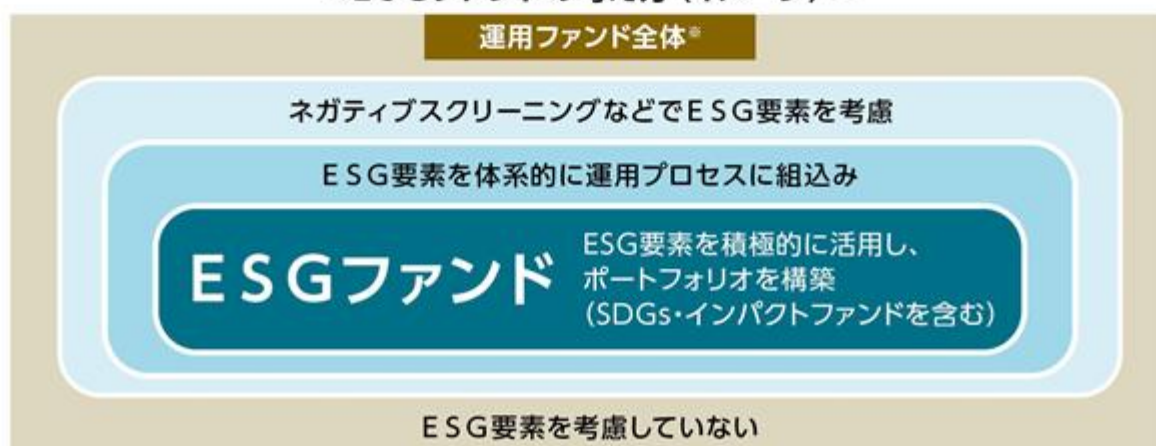 運用ファンド全体※
ネガティブスクリーニングなどでESG要素を考慮
ESG要素を体系的に運用プロセスに組込み
ESGファンド
ESG要素を積極的に活用し、
ポートフォリオを構築
(SDGs・インパクトファンドを含む)
ESG要素を考慮していない